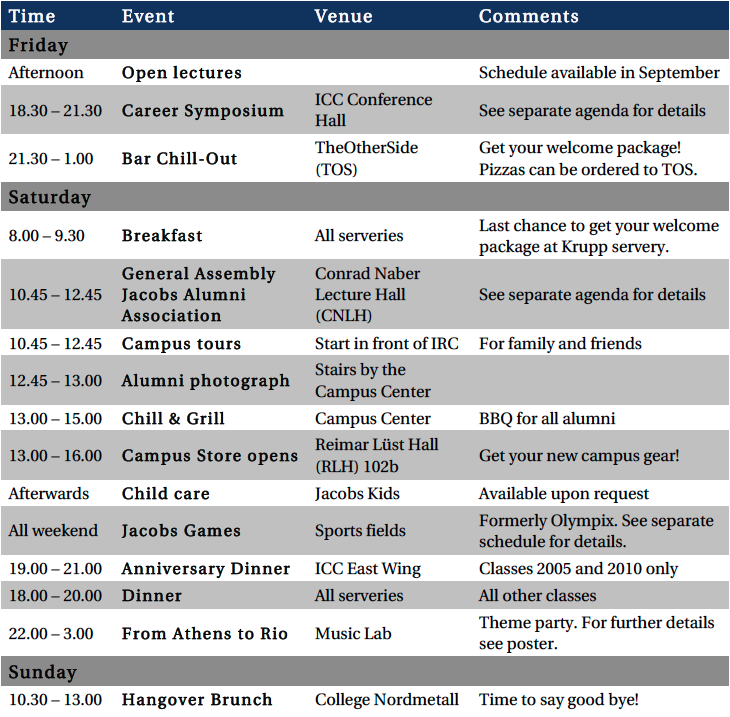 Time Event Venue Comments
Friday
Afternoon Open lectures Schedule available in September
18.30 – 21.30 Career Symposium ICC Conference Hall See separate agenda for details
21.30 – 1.00 Bar Chill-Out TheOtherSide (TOS) Get your welcome package! Pizzas can be ordered to TOS.
Saturday
8.00 – 9.30 Breakfast All serveries Last chance to get your welcome package at Krupp servery.
10.45 – 12.45 General Assembly Jacobs Alumni Association Conrad Naber Lecture Hall (CNLH) See separate agenda for details
10.45 – 12.45 Campus tours Start in front of IRC For family and friends
12.45 – 13.00 Alumni photograph Stairs by the Campus Center
13.00 – 15.00 Chill & Grill Campus Center BBQ for all alumni
13.00 – 16.00 Campus Store opens Reimar Lüst Hall (RLH) 102b Get your new campus gear!
Afterwards Child care Jacobs Kids Available upon request
All weekend Jacobs Games Sports fields Formerly Olympix. See separate schedule for details.
19.00 – 21.00 Anniversary Dinner ICC East Wing Classes 2005 and 2010 only
18.00 – 20.00 Dinner All serveries All other classes
22.00 – 3.00 From Athens to Rio Music Lab Theme party. For further details see poster.
Sunday
10.30 – 13.00 Hangover Brunch College Nordmetall Time to say good bye!